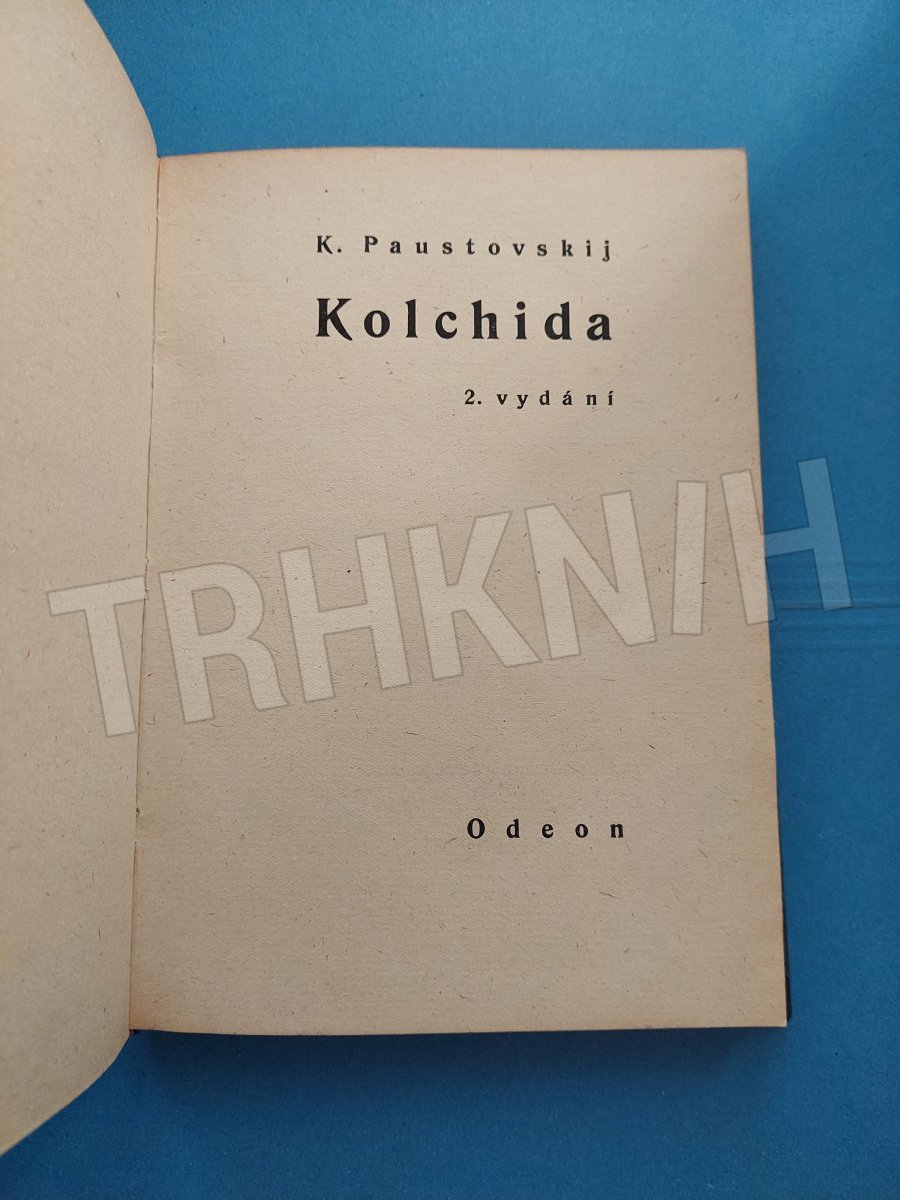 K. Paustovskij
Kolchida
2. vydání
TRHKNIH
Odeon